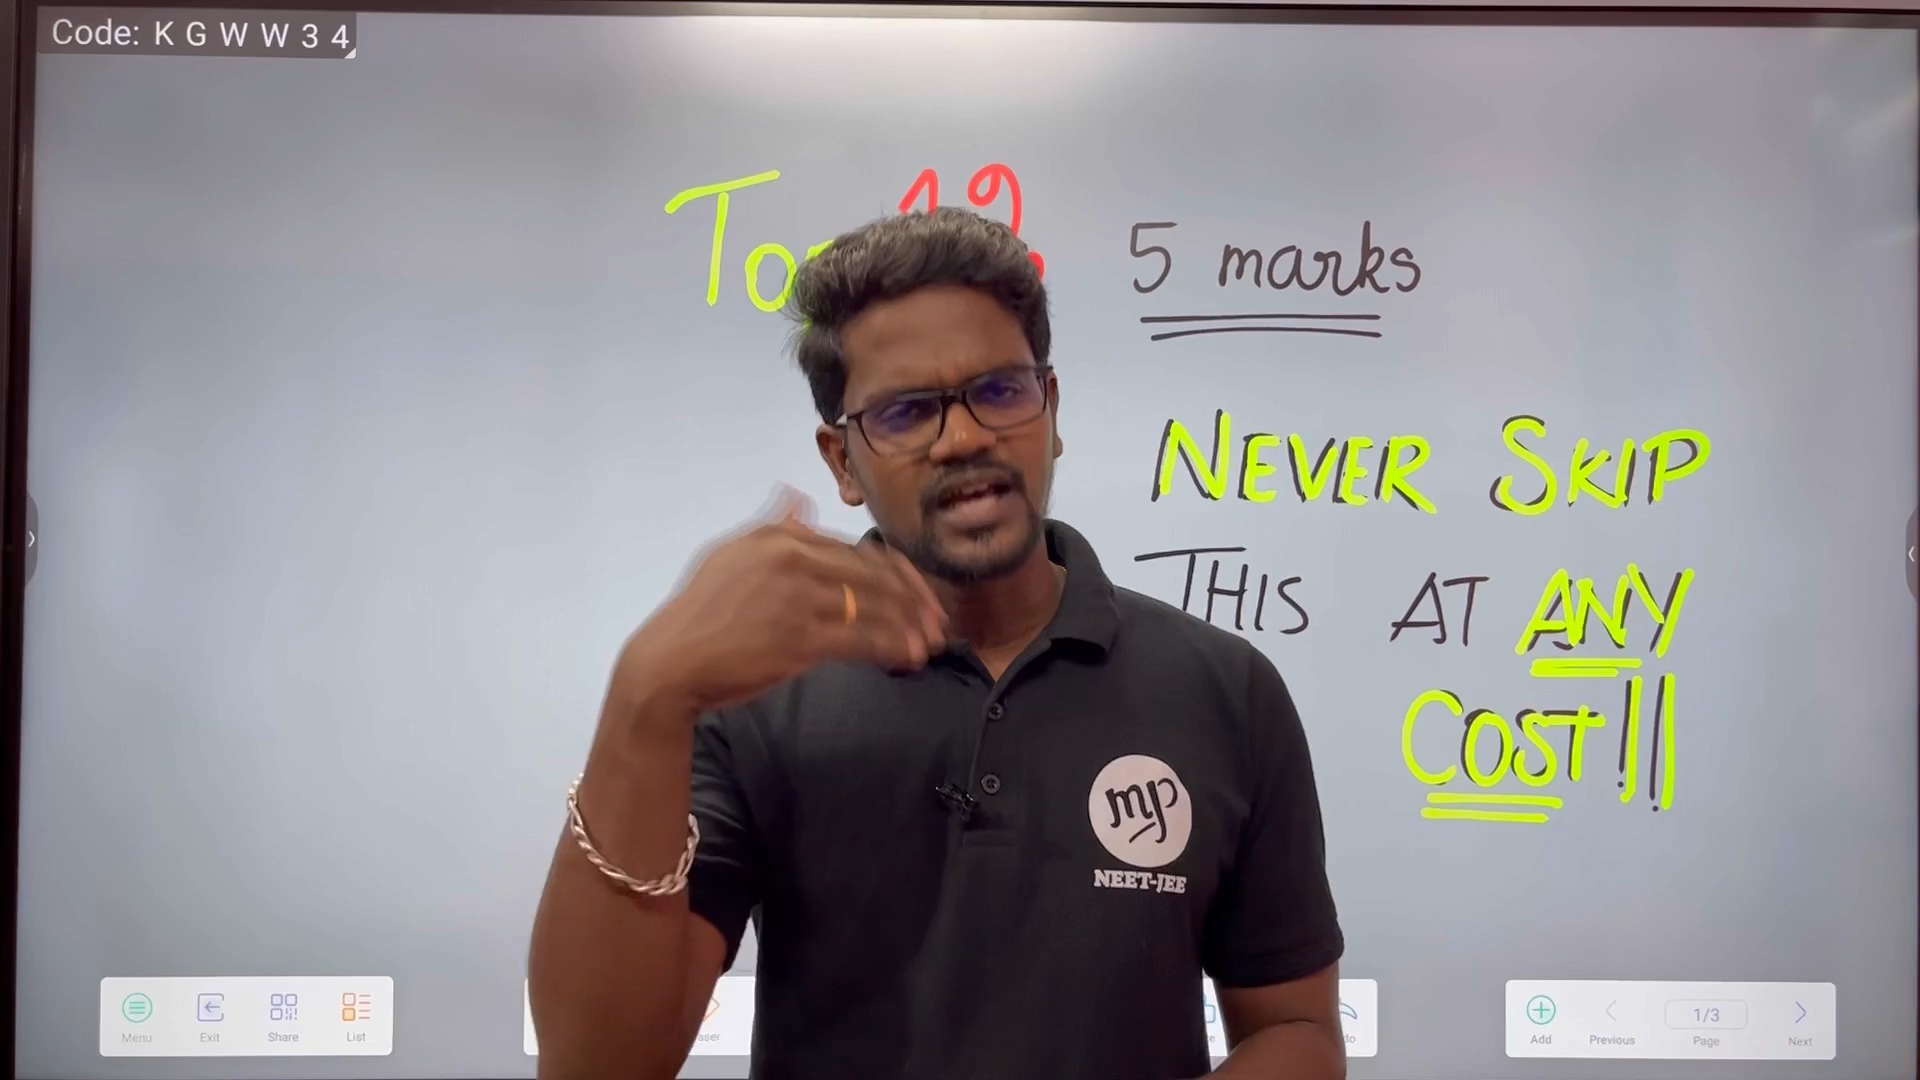 Code: K G W W 3 4
5 marks
NEVER SKIP
THIS AT ANY
COST!!
mp
NEET-JEE
Menu Exit Share List
Add Previous 1/3 Page Next